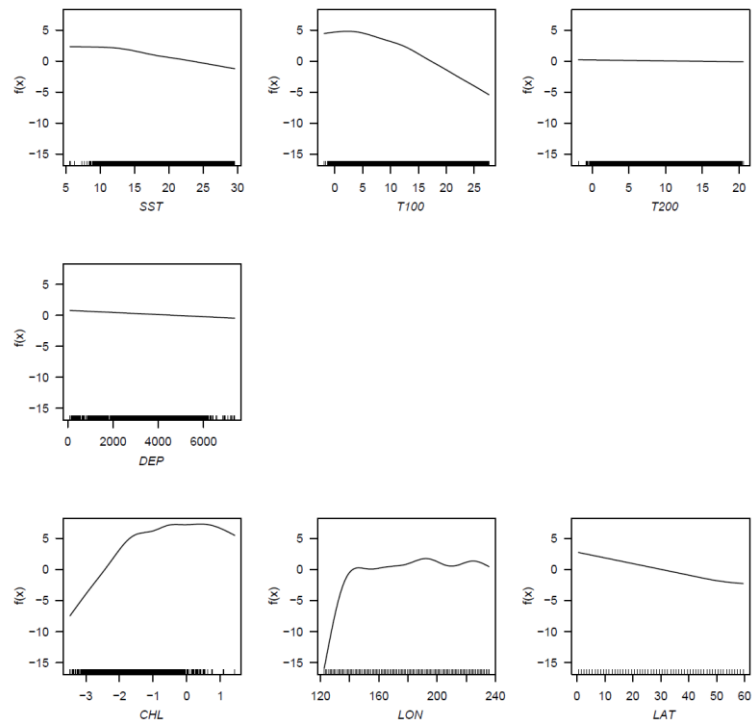 5
0
−5
−10
−15
f(x)
5 10 15 20 25 30
SST
5
0
−5
−10
−15
f(x)
0 5 10 15 20 25
T100
5
0
−5
−10
−15
f(x)
0 5 10 15 20
T200
5
0
−5
−10
−15
f(x)
0 2000 4000 6000
DEP
5
0
−5
−10
−15
f(x)
−3 −2 −1 0 1
CHL
5
0
−5
−10
−15
f(x)
120 160 200 240
LON
5
0
−5
−10
−15
f(x)
0 10 20 30 40 50 60
LAT